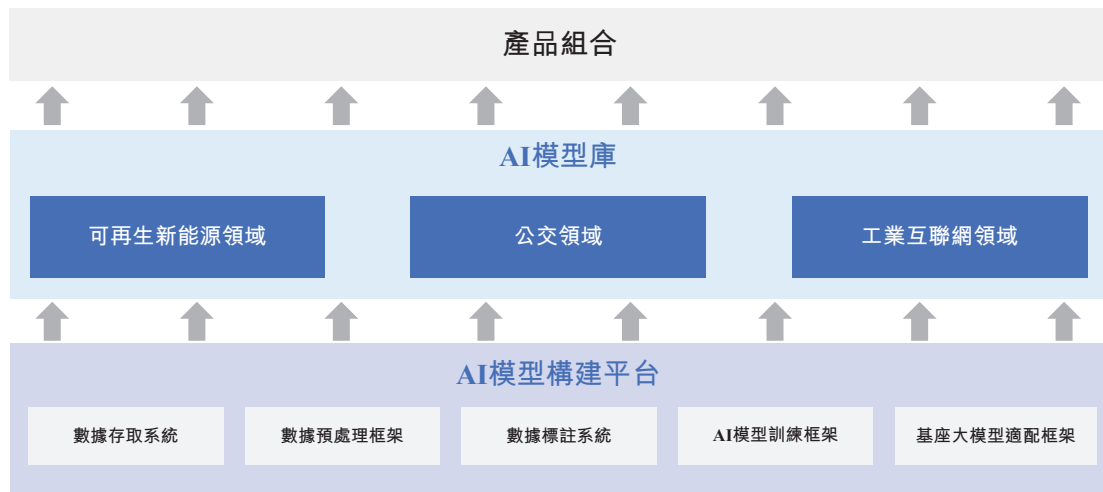 產品組合
AI模型庫
可再生新能源領域
公交領域
工業互聯網領域
AI模型構建平台
數據存取系統
數據預處理框架
數據標註系統
AI模型訓練框架
基座大模型適配框架